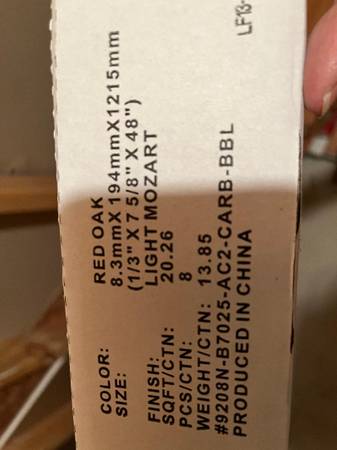 COLOR: RED OAK
SIZE: 8.3mmX194mmX1215mm
(1/3" X 7 5/8" X 48")
FINISH: LIGHT MOZART
SQFT/CTN: 20.26
PCS/CTN: 8
WEIGHT/CTN: 13.85
#9208N-B7025-AC2-CARB-BBL
PRODUCED IN CHINA
LF13-